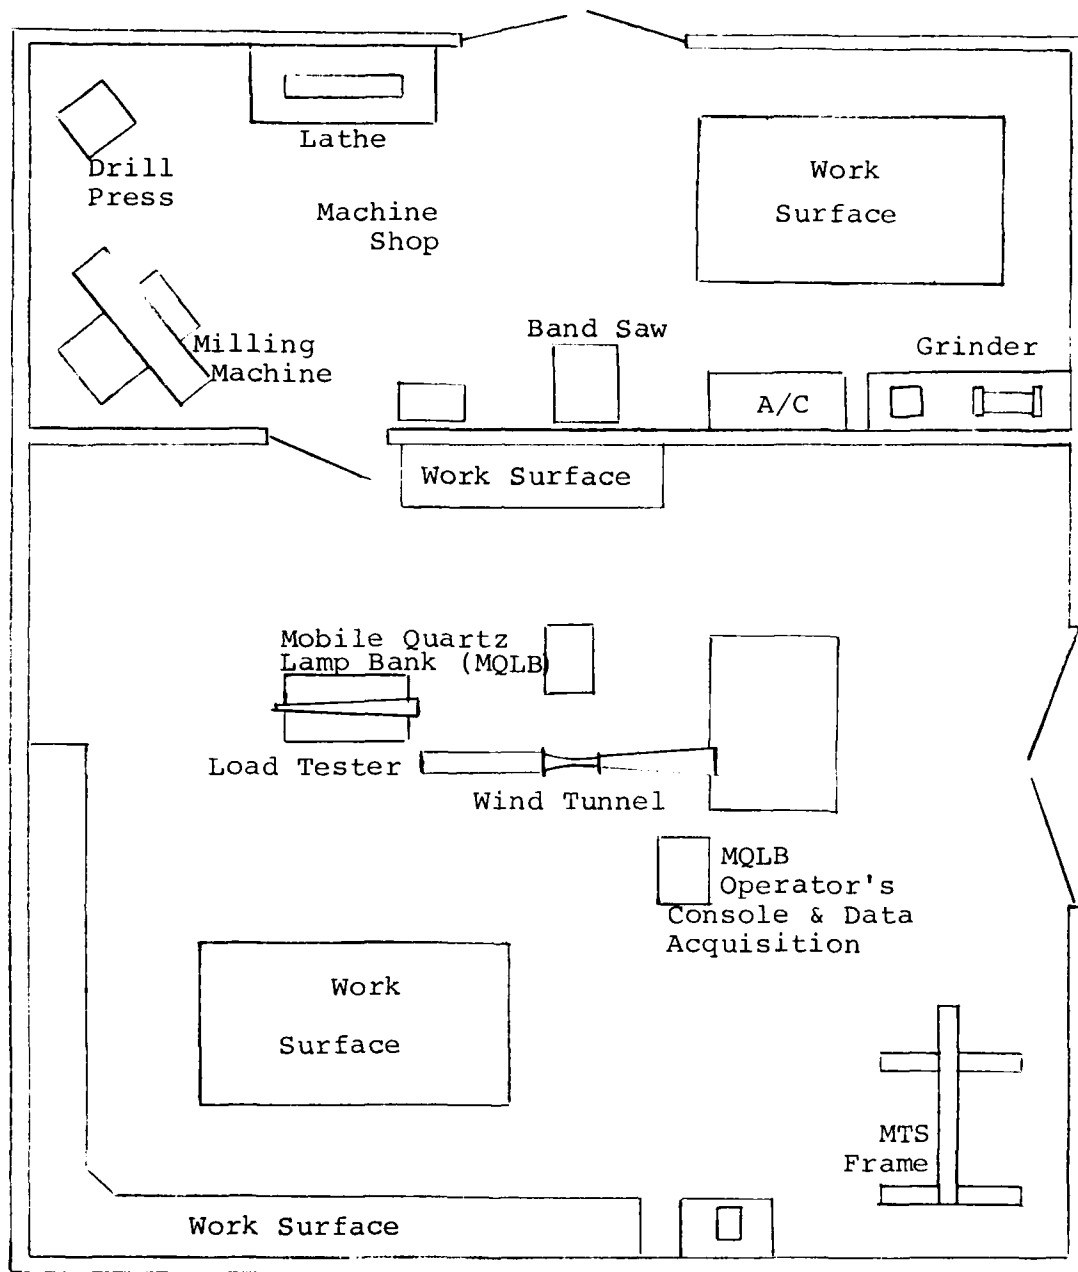 Lathe
Drill
Press
Machine
Shop
Work
Surface
Milling
Machine
Band Saw
Grinder
A/C
Work Surface
Mobile Quartz
Lamp Bank (MQLB)
Load Tester
Wind Tunnel
MQLB
Operator's
Console & Data
Acquisition
Work
Surface
MTS
Frame
Work Surface